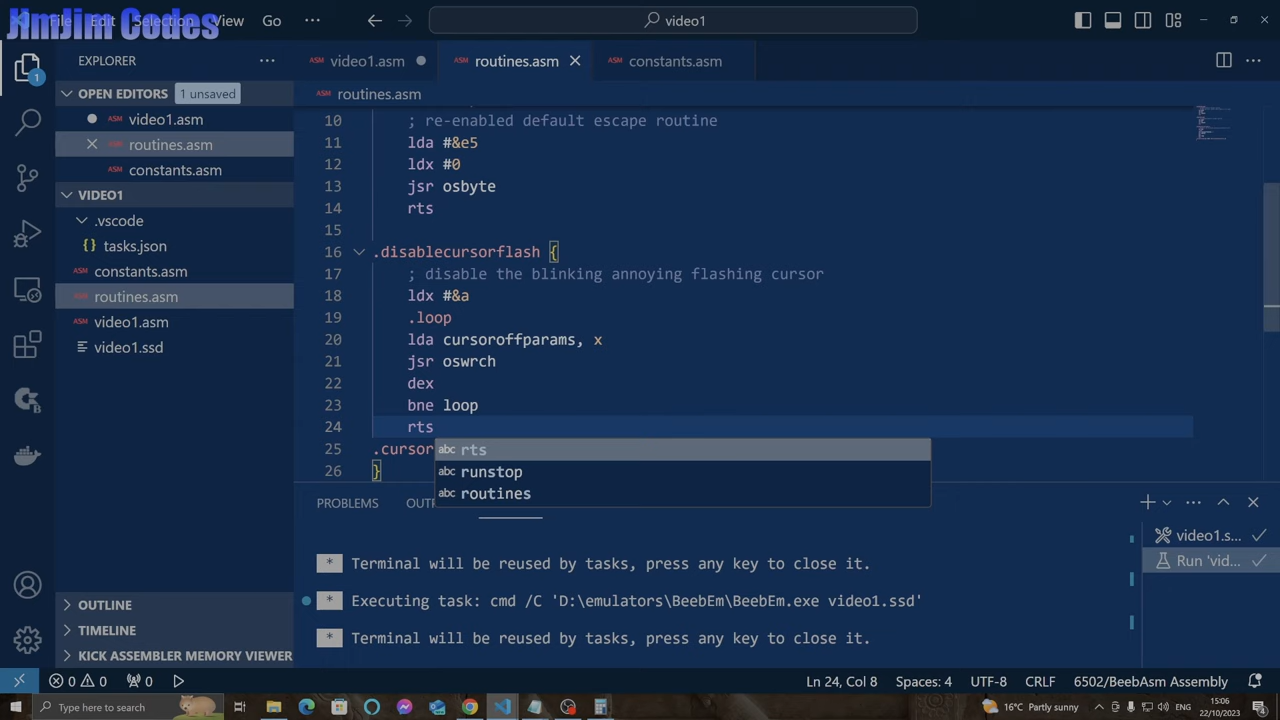 JimJim Codes
File Edit Selection View Go ... video1
EXPLORER ...
video1.asm
routines.asm
constants.asm
OPEN EDITORS 1 unsaved
video1.asm
routines.asm
constants.asm
VIDEO1
.vscode
tasks.json
constants.asm
routines.asm
video1.asm
video1.ssd
OUTLINE
TIMELINE
KICK ASSEMBLER MEMORY VIEWER
routines.asm
10 ; re-enabled default escape routine
11 lda #&e5
12 ldx #0
13 jsr osbyte
14 rts
15
16 .disablecursorflash {
17 ; disable the blinking annoying flashing cursor
18 ldx #&a
19 .loop
20 lda cursoroffparams, x
21 jsr oswrch
22 dex
23 bne loop
24 rts
25 .cursor
26 }
abc rts
abc runstop
abc routines
PROBLEMS OUTP
* Terminal will be reused by tasks, press any key to close it.
* Executing task: cmd /C 'D:\emulators\BeebEm\BeebEm.exe video1.ssd'
* Terminal will be reused by tasks, press any key to close it.
video1.s...
Run 'vid...
0 0 0 Ln 24, Col 8 Spaces: 4 UTF-8 CRLF 6502/BeebAsm Assembly
Type here to search 16°C Partly sunny ENG 15:06
22/10/2023